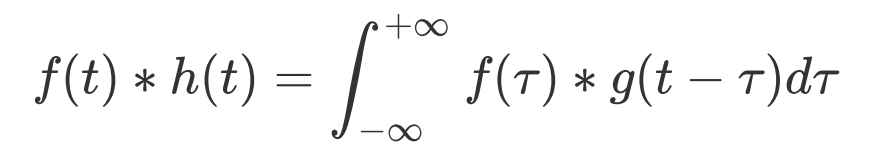 f(t) * h(t) = ∫_{-∞}^{+∞} f(τ) * g(t − τ)dτ